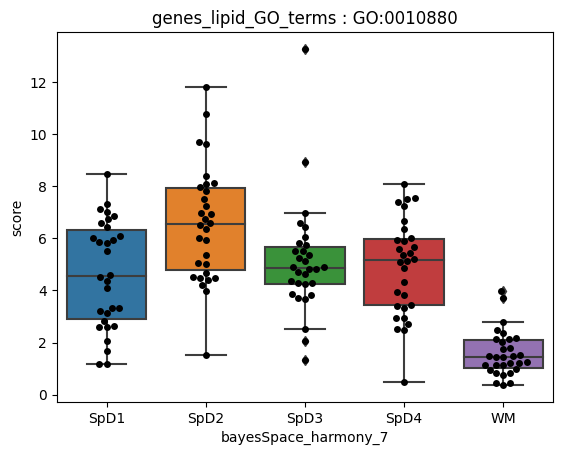 genes_lipid_GO_terms : GO:0010880
score
12
10
8
6
4
2
0
SpD1 SpD2 SpD3 SpD4 WM
bayesSpace_harmony_7